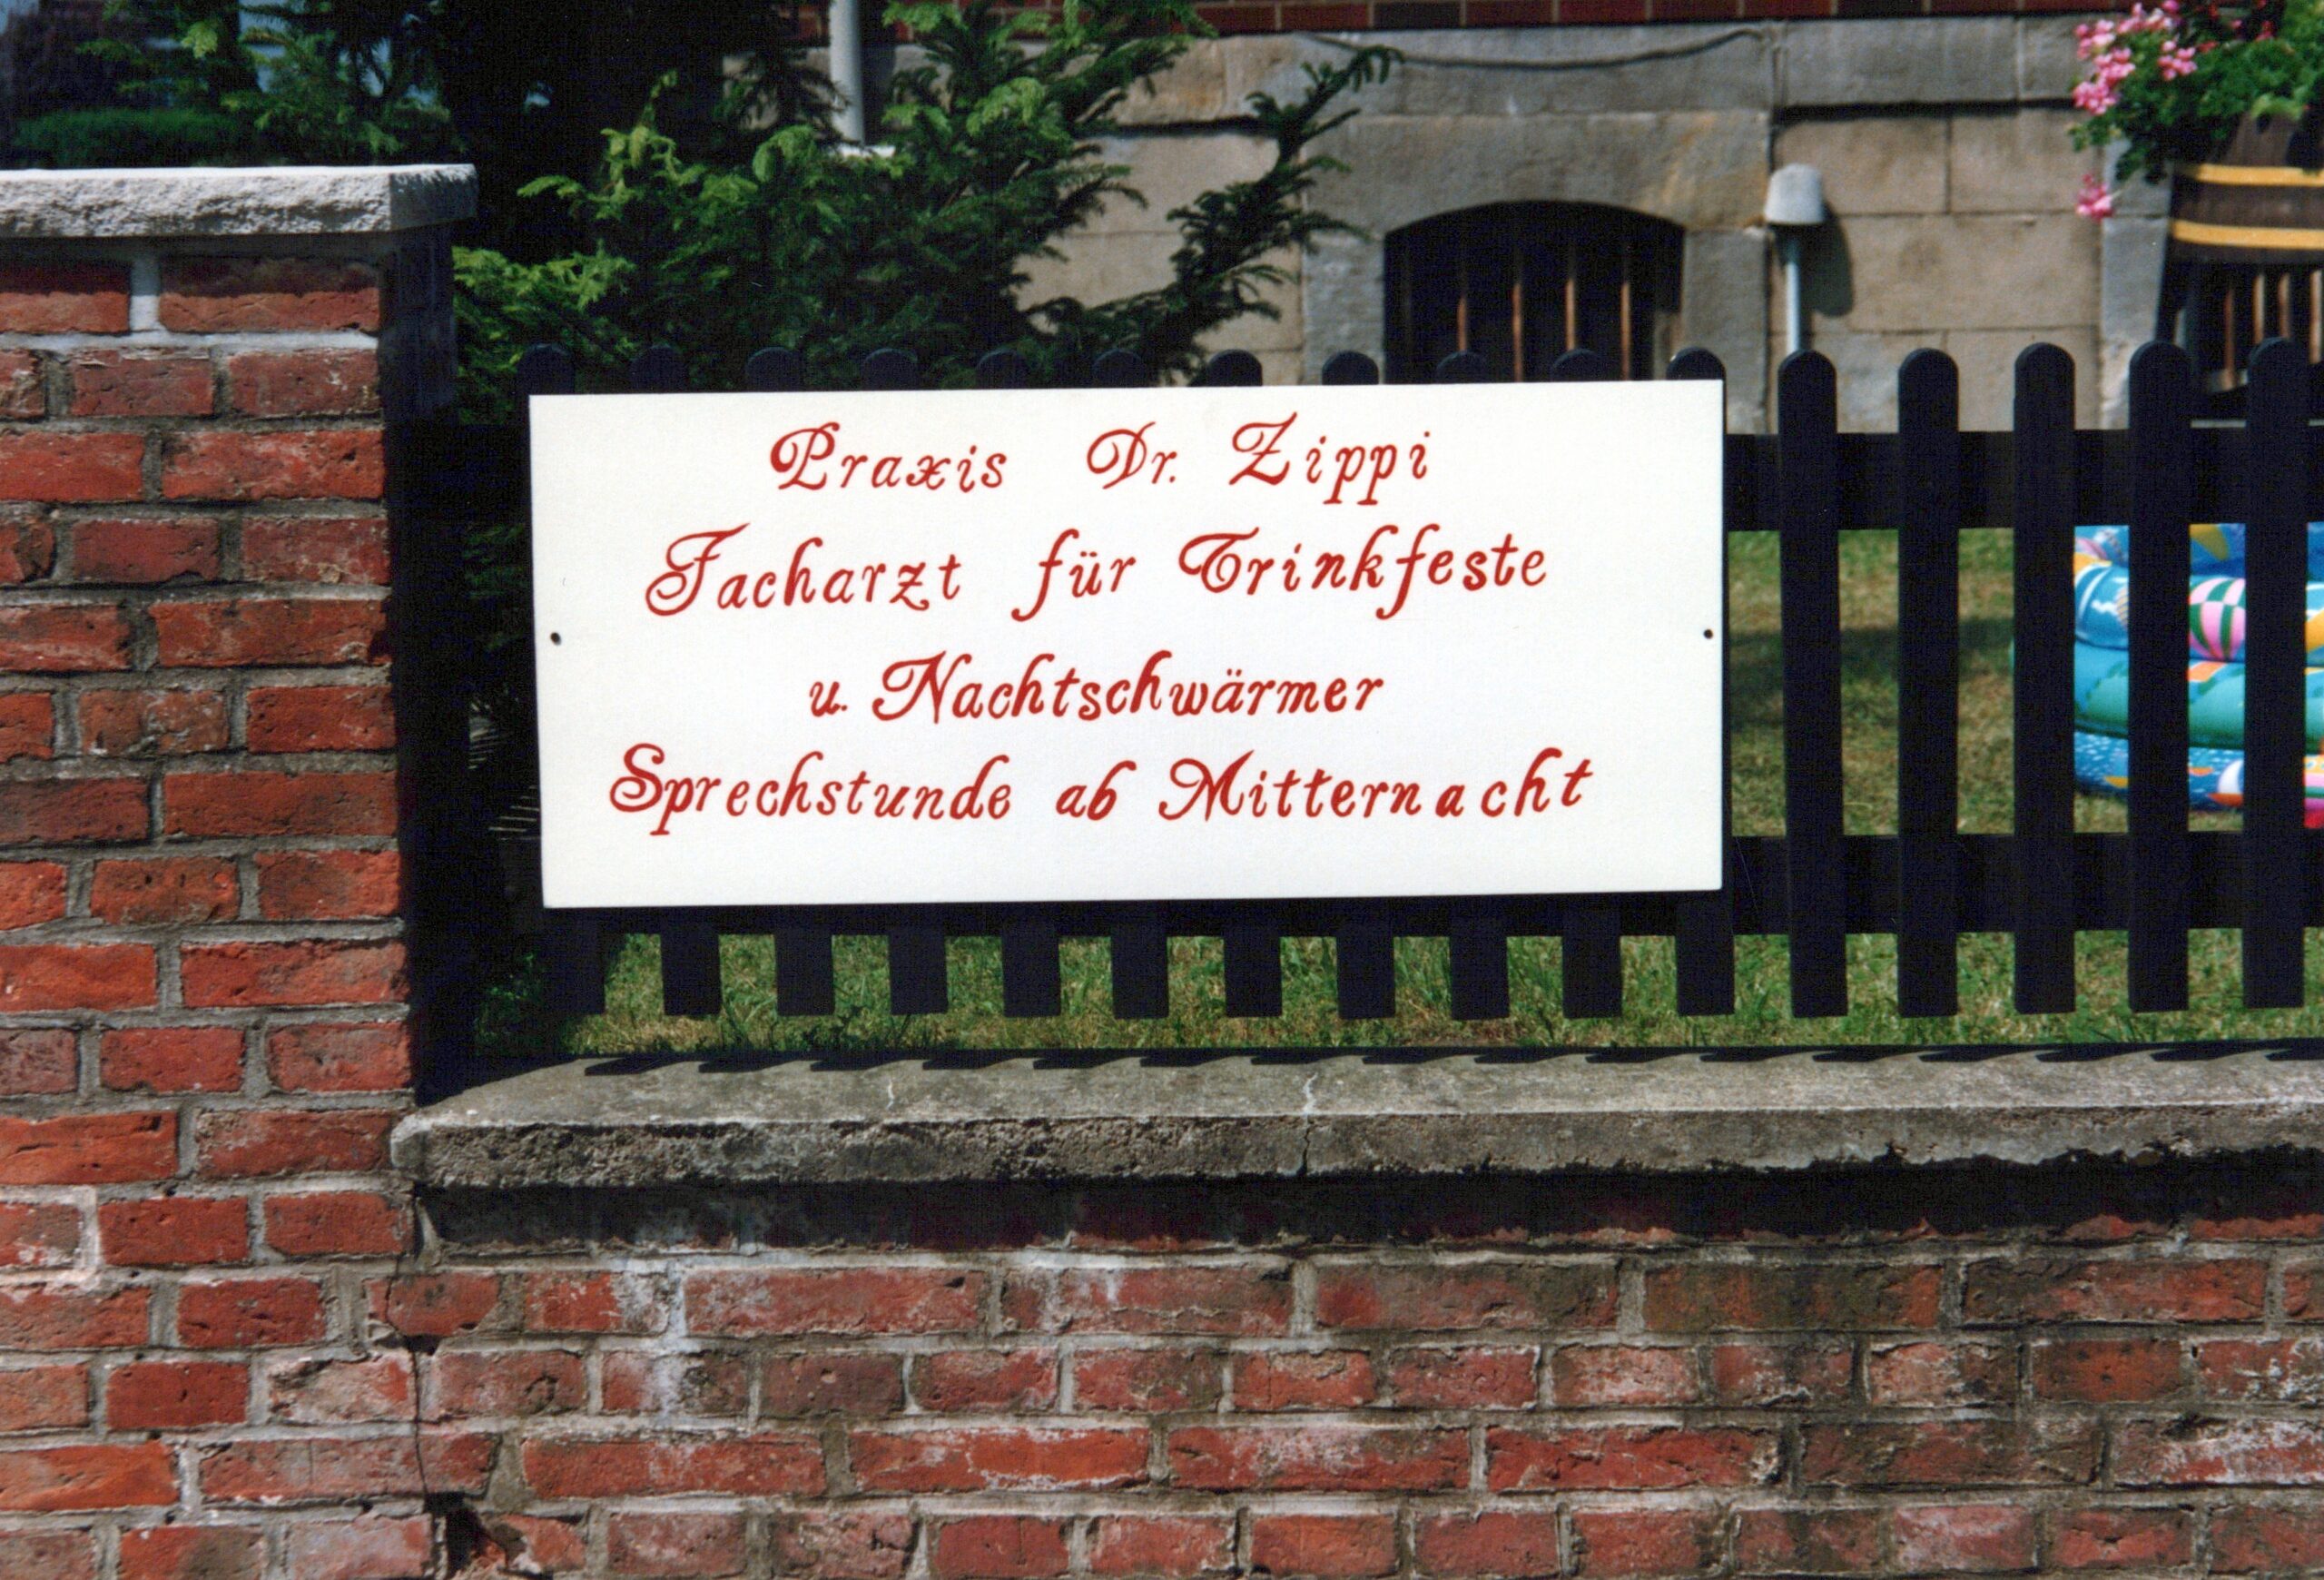 Praxis Dr. Zippi
Facharzt für Trinkfeste
u. Nachtschwärmer
Sprechstunde ab Mitternacht